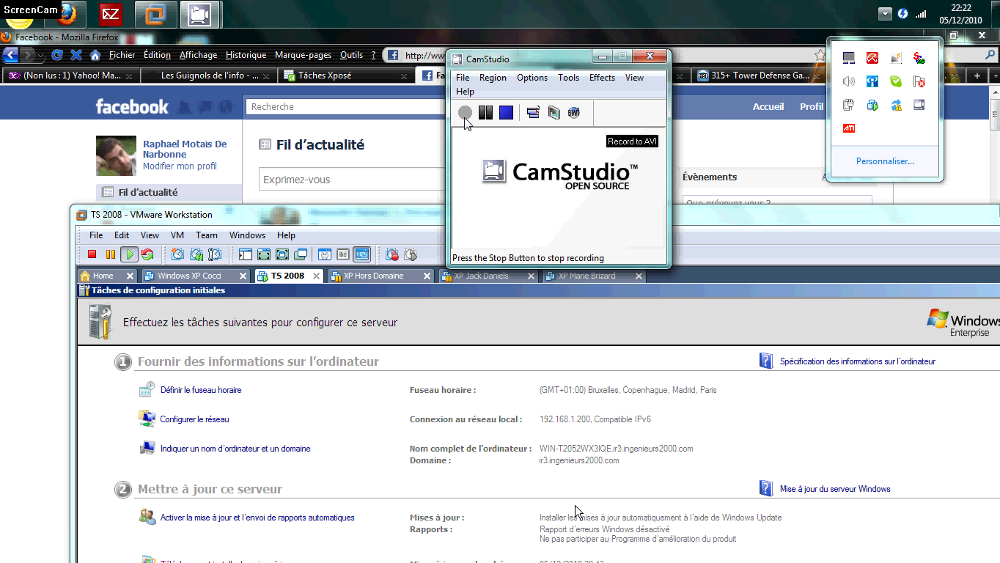 ScreenCam
22:22
05/12/2010
Facebook - Mozilla Firefox
Fichier Édition Affichage Historique Marque-pages Outils ?
http://ww
(Non lus : 1) Yahoo! Ma...
Les Guignols de l'info - ...
Tâches Xposé
Fa
315+ Tower Defense Ga...
facebook
Recherche
Accueil
Profil
Raphael Motais De
Narbonne
Modifier mon profil
Fil d'actualité
Fil d'actualité
Exprimez-vous
Évènements
Que prévoyez-vous ?
CamStudio
File Region Options Tools Effects View
Help
SWF
Record to AVI
CamStudio™
OPEN SOURCE
Press the Stop Button to stop recording
ATI
Personnaliser...
TS 2008 - VMware Workstation
File Edit View VM Team Windows Help
Home
Windows XP Cocci
TS 2008
XP Hors Domaine
XP Jack Daniels
XP Marie Brizard
Tâches de configuration initiales
Effectuez les tâches suivantes pour configurer ce serveur
Windows
Enterprise
1 Fournir des informations sur l'ordinateur
Spécification des informations sur l'ordinateur
Définir le fuseau horaire
Fuseau horaire :
(GMT+01:00) Bruxelles, Copenhague, Madrid, Paris
Configurer le réseau
Connexion au réseau local :
192.168.1.200, Compatible IPv6
Indiquer un nom d'ordinateur et un domaine
Nom complet de l'ordinateur :
WIN-T2052WX3IQE.ir3.ingenieurs2000.com
Domaine :
ir3.ingenieurs2000.com
2 Mettre à jour ce serveur
Mise à jour du serveur Windows
Activer la mise à jour et l'envoi de rapports automatiques
Mises à jour :
Installer les mises à jour automatiquement à l'aide de Windows Update
Rapports :
Rapport d'erreurs Windows désactivé
Ne pas participer au Programme d'amélioration du produit